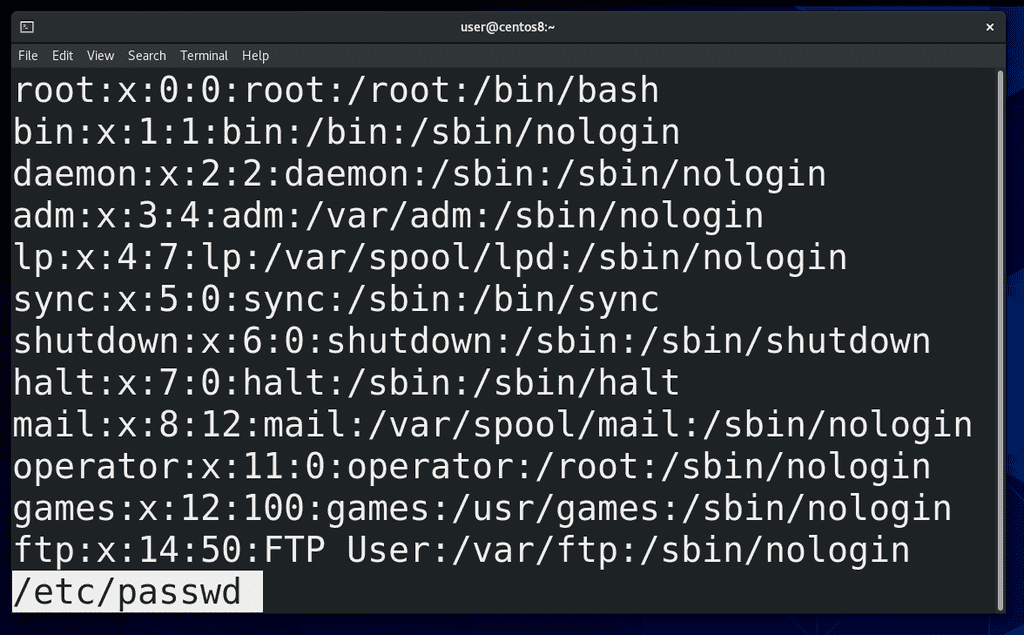 user@centos8:~
File Edit View Search Terminal Help
root:x:0:0:root:/root:/bin/bash
bin:x:1:1:bin:/bin:/sbin/nologin
daemon:x:2:2:daemon:/sbin:/sbin/nologin
adm:x:3:4:adm:/var/adm:/sbin/nologin
lp:x:4:7:lp:/var/spool/lpd:/sbin/nologin
sync:x:5:0:sync:/sbin:/bin/sync
shutdown:x:6:0:shutdown:/sbin:/sbin/shutdown
halt:x:7:0:halt:/sbin:/sbin/halt
mail:x:8:12:mail:/var/spool/mail:/sbin/nologin
operator:x:11:0:operator:/root:/sbin/nologin
games:x:12:100:games:/usr/games:/sbin/nologin
ftp:x:14:50:FTP User:/var/ftp:/sbin/nologin
/etc/passwd